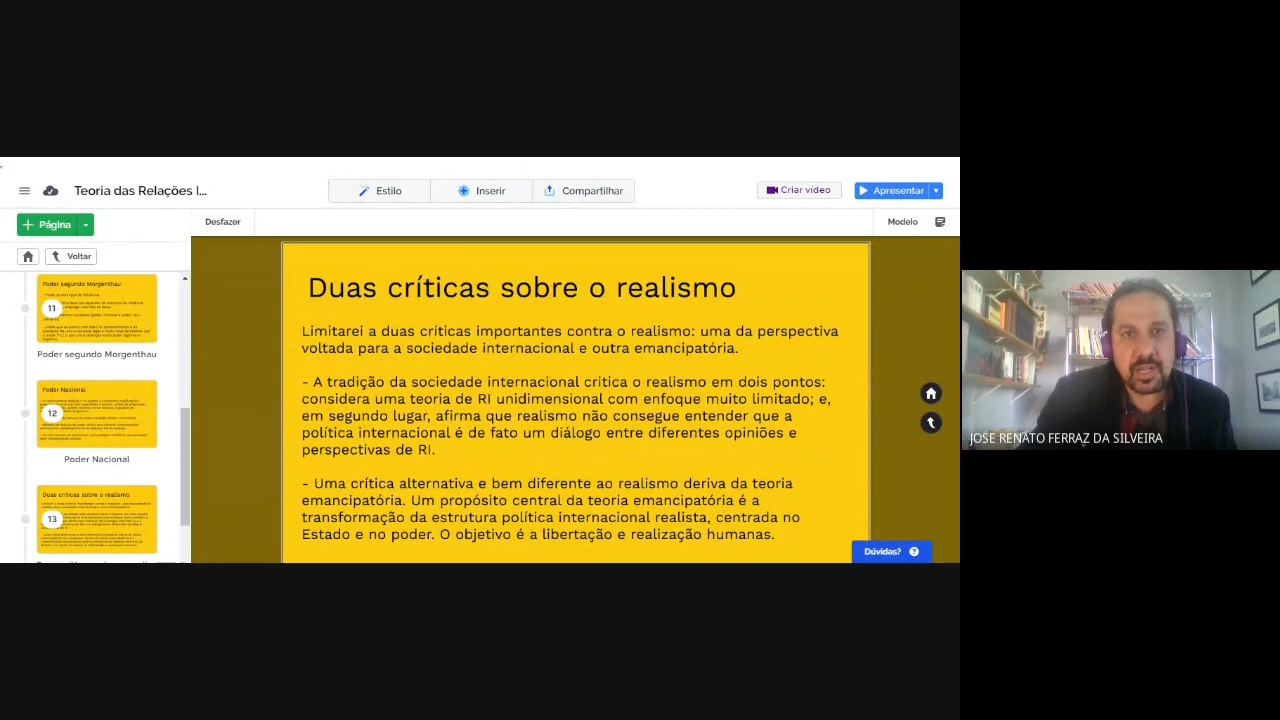 Teoria das Relações I...
Estilo
Inserir
Compartilhar
Criar vídeo
Apresentar
Página
Desfazer
Modelo
Voltar
Poder segundo Morgenthau
11
Poder segundo Morgenthau
Poder Nacional
12
Poder Nacional
Duas críticas sobre o realismo
13
Duas críticas sobre o realismo
Limitarei a duas críticas importantes contra o realismo: uma da perspectiva
voltada para a sociedade internacional e outra emancipatória.
- A tradição da sociedade internacional critica o realismo em dois pontos:
considera uma teoria de RI unidimensional com enfoque muito limitado; e,
em segundo lugar, afirma que realismo não consegue entender que a
política internacional é de fato um diálogo entre diferentes opiniões e
perspectivas de RI.
- Uma crítica alternativa e bem diferente ao realismo deriva da teoria
emancipatória. Um propósito central da teoria emancipatória é a
transformação da estrutura política internacional realista, centrada no
Estado e no poder. O objetivo é a libertação e realização humanas.
Dúvidas?
JOSE RENATO FERRAZ DA SILVEIRA